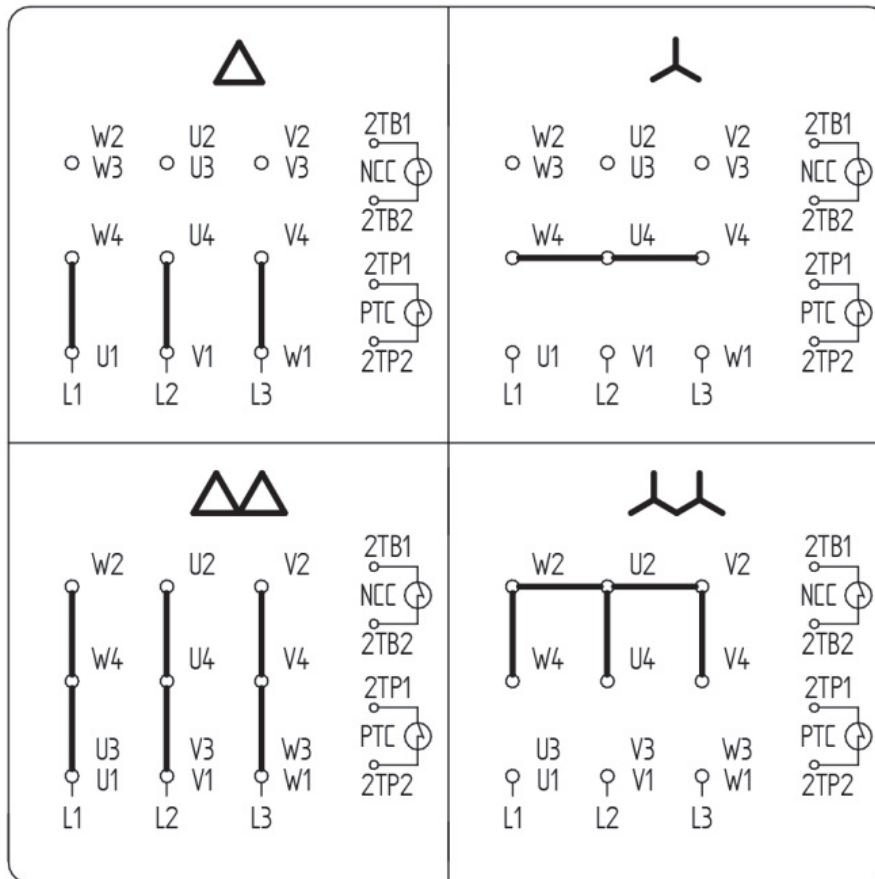 W2 U2 V2 2TB1
W3 U3 V3 NCC
2TB2
W4 U4 V4
2TP1
PTC
U1 V1 W1 2TP2
L1 L2 L3
W2 U2 V2 2TB1
W3 U3 V3 NCC
2TB2
W4 U4 V4
2TP1
PTC
U1 V1 W1 2TP2
L1 L2 L3
W2 U2 V2 2TB1
NCC
2TB2
W4 U4 V4
2TP1
U3 V3 W3 PTC
U1 V1 W1 2TP2
L1 L2 L3
W2 U2 V2 2TB1
NCC
2TB2
W4 U4 V4
2TP1
U3 V3 W3 PTC
U1 V1 W1 2TP2
L1 L2 L3